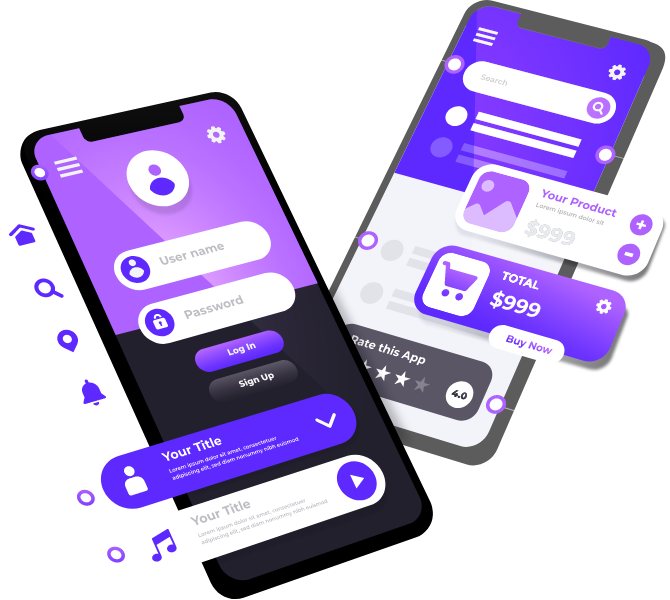 User name
Password
Log In
Sign Up
Your Title
Lorem ipsum dolor sit amet, consectetuer
adipiscing elit, sed diam nonummy nibh euismod
Your Title
Lorem ipsum dolor sit amet, consectetuer
adipiscing elit, sed diam nonummy nibh euismod
Search
Your Product
Lorem ipsum dolor sit
$999
TOTAL
$999
Buy Now
Rate this App
4.0